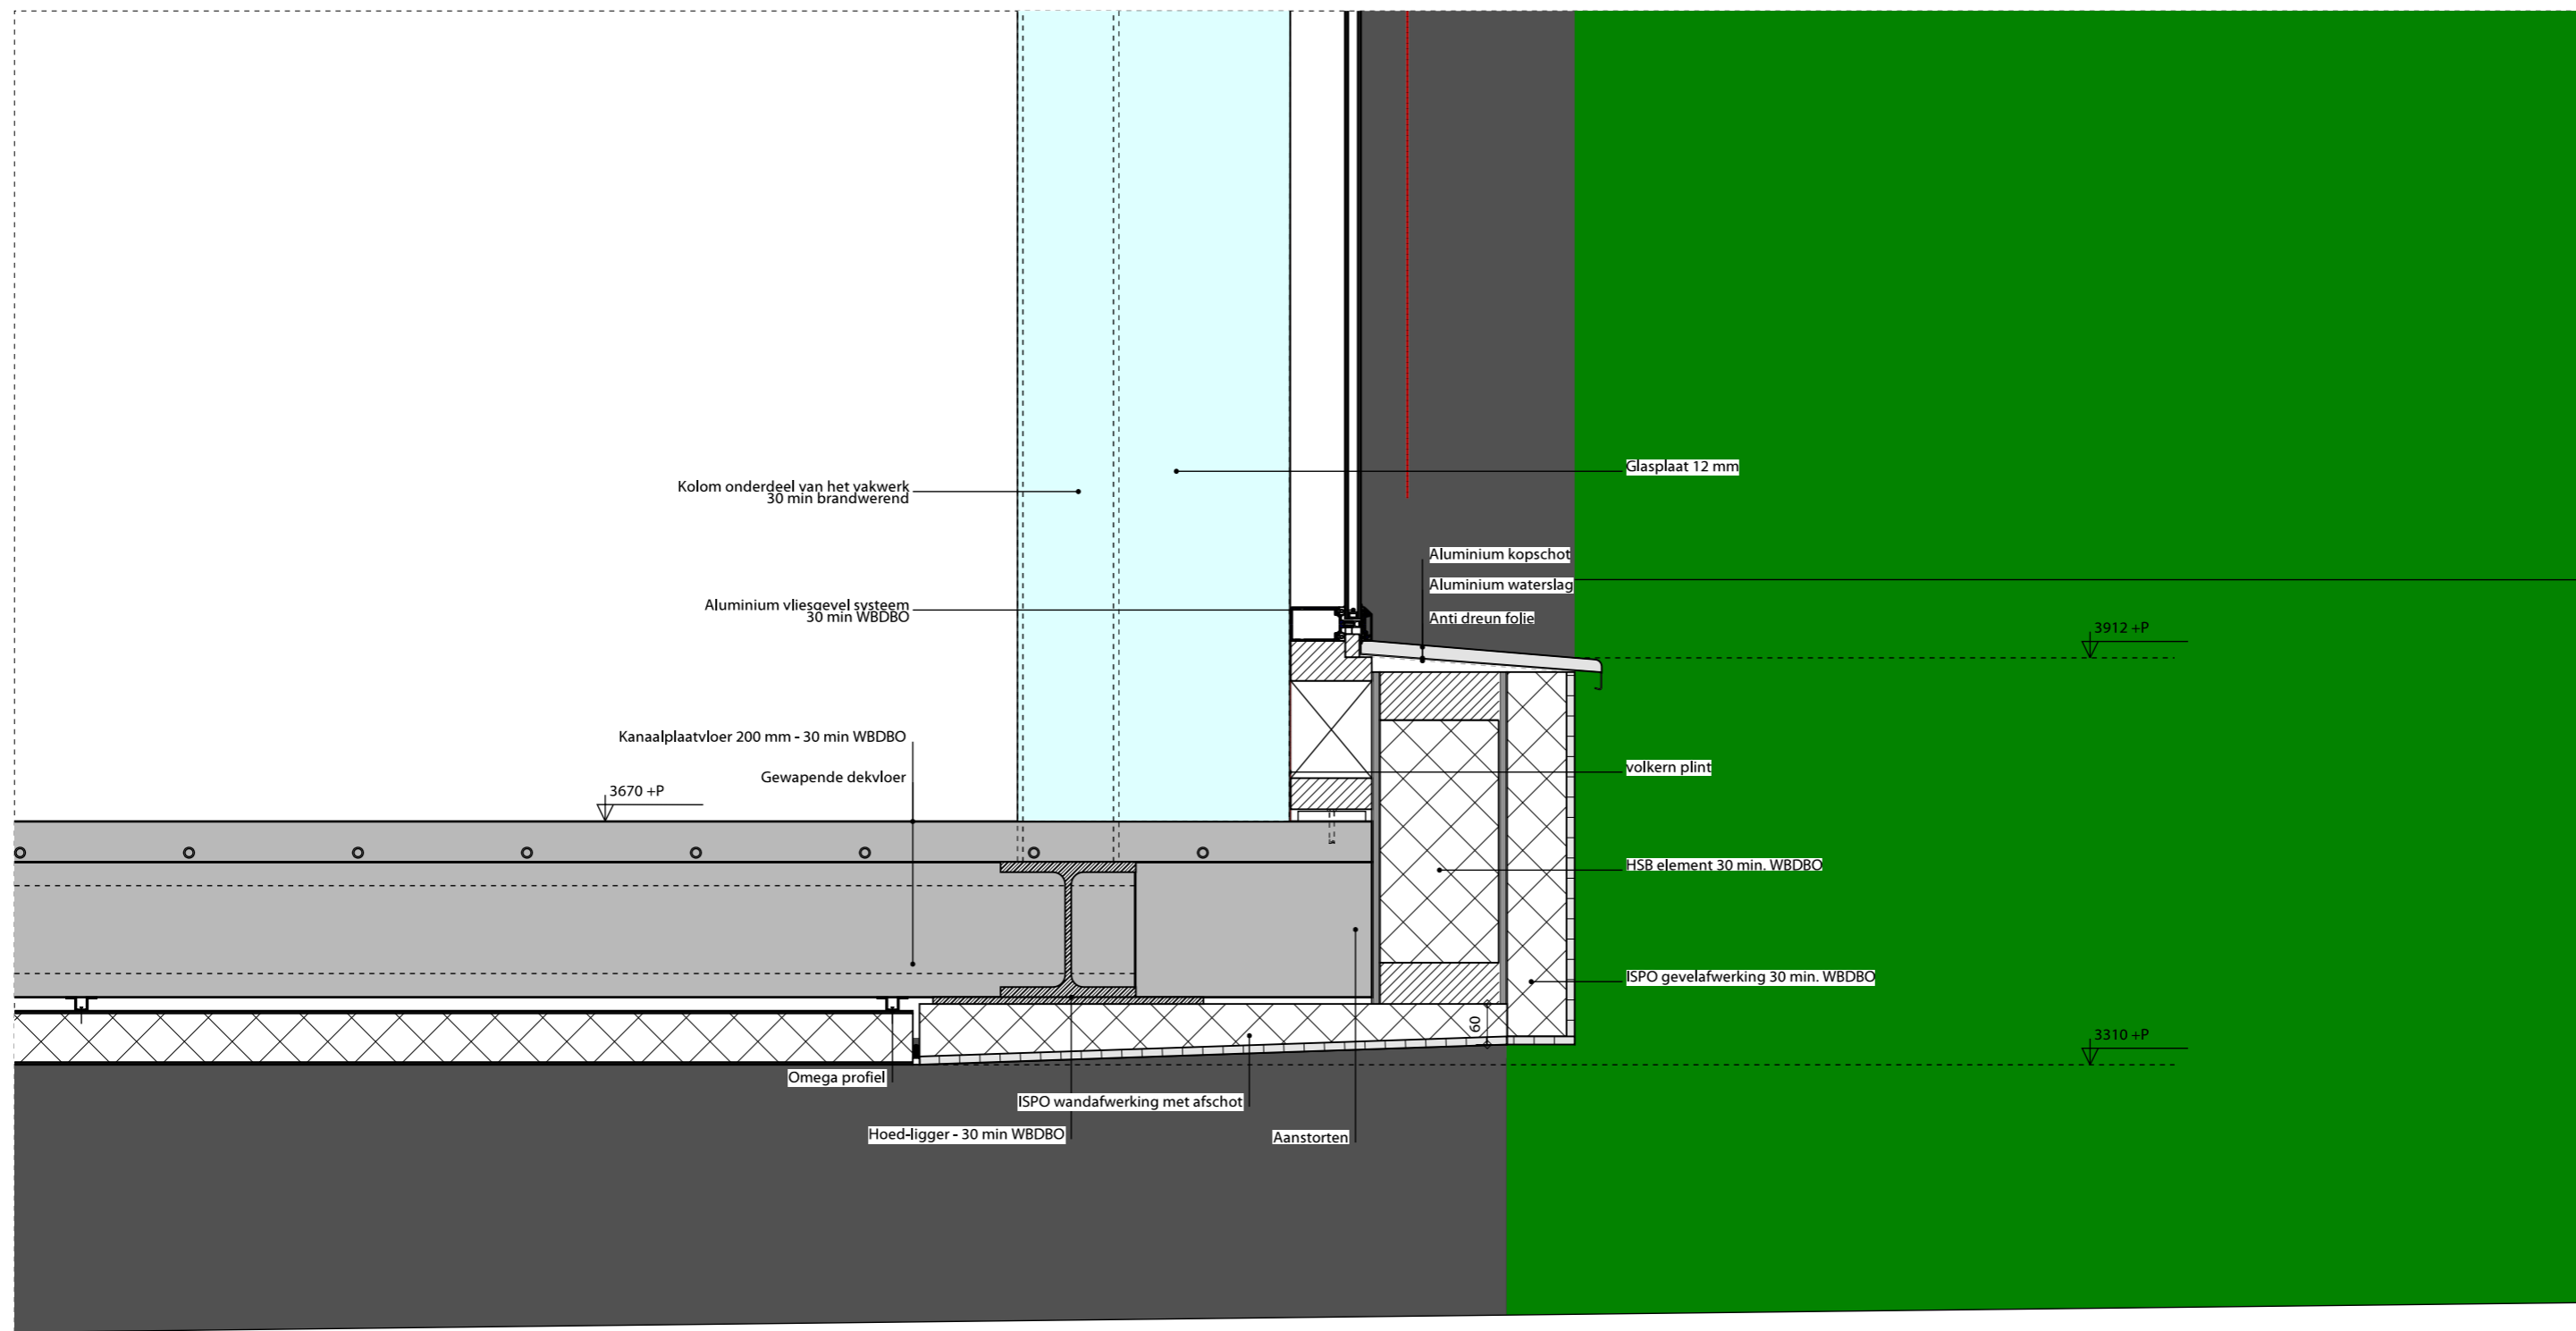 Glasplaat 12 mm
Kolom onderdeel van het vakwerk
30 min brandwerend
Aluminium kopschot
Aluminium waterslag
Aluminium vliesgevel systeem
30 min WBDBO
Anti dreun folie
3912 +P
Kanaalplaatvloer 200 mm - 30 min WBDBO
volkern plint
Gewapende dekvloer
3670 +P
HSB element 30 min. WBDBO
ISPO gevelafwerking 30 min. WBDBO
60
3310 +P
Omega profiel
ISPO wandafwerking met afschot
Hoed-ligger - 30 min WBDBO
Aanstorten